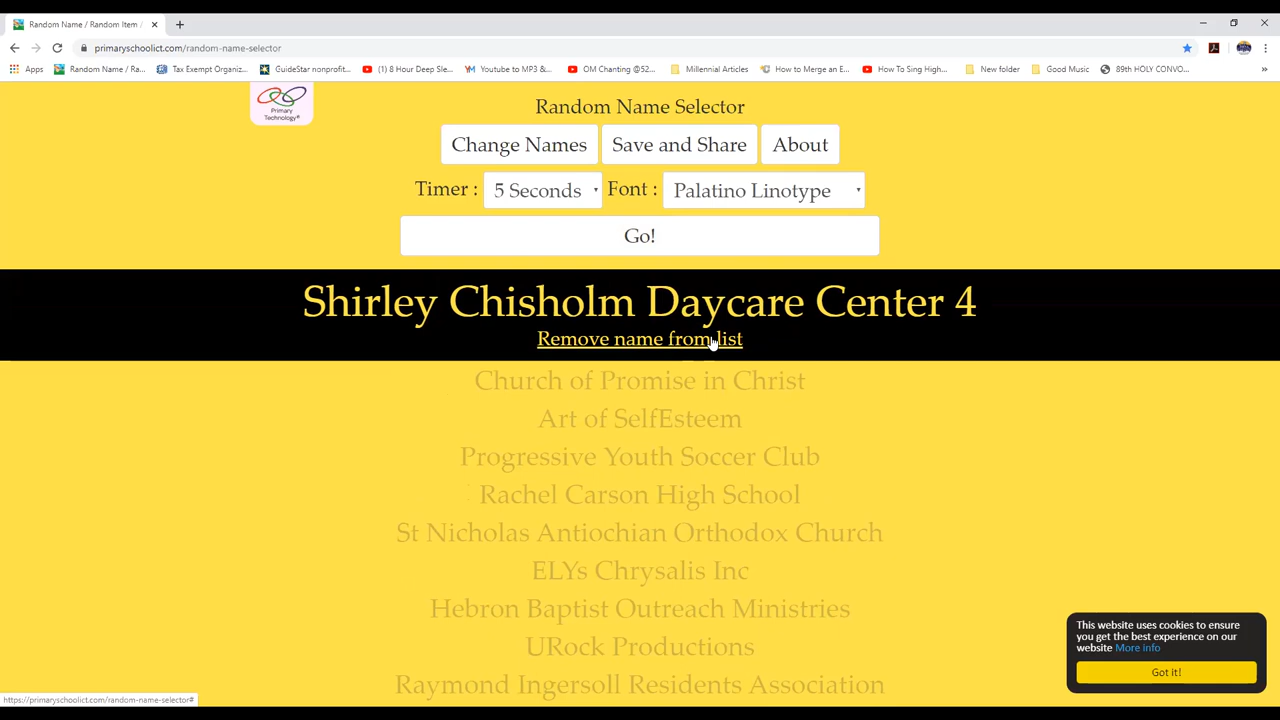 Random Name / Random Item /
primaryschoolict.com/random-name-selector
Apps
Random Name / Ra...
Tax Exempt Organiz...
GuideStar nonprofit...
(1) 8 Hour Deep Sle...
Youtube to MP3 &...
OM Chanting @52...
Millennial Articles
How to Merge an E...
How To Sing High...
New folder
Good Music
89th HOLY CONVO...
»
Primary
Technology®
Random Name Selector
Change Names
Save and Share
About
Timer :
5 Seconds
Font :
Palatino Linotype
Go!
Shirley Chisholm Daycare Center 4
Remove name from list
Church of Promise in Christ
Art of SelfEsteem
Progressive Youth Soccer Club
Rachel Carson High School
St Nicholas Antiochian Orthodox Church
ELYs Chrysalis Inc
Hebron Baptist Outreach Ministries
URock Productions
Raymond Ingersoll Residents Association
This website uses cookies to ensure
you get the best experience on our
website More info
Got it!
https://primaryschoolict.com/random-name-selector#